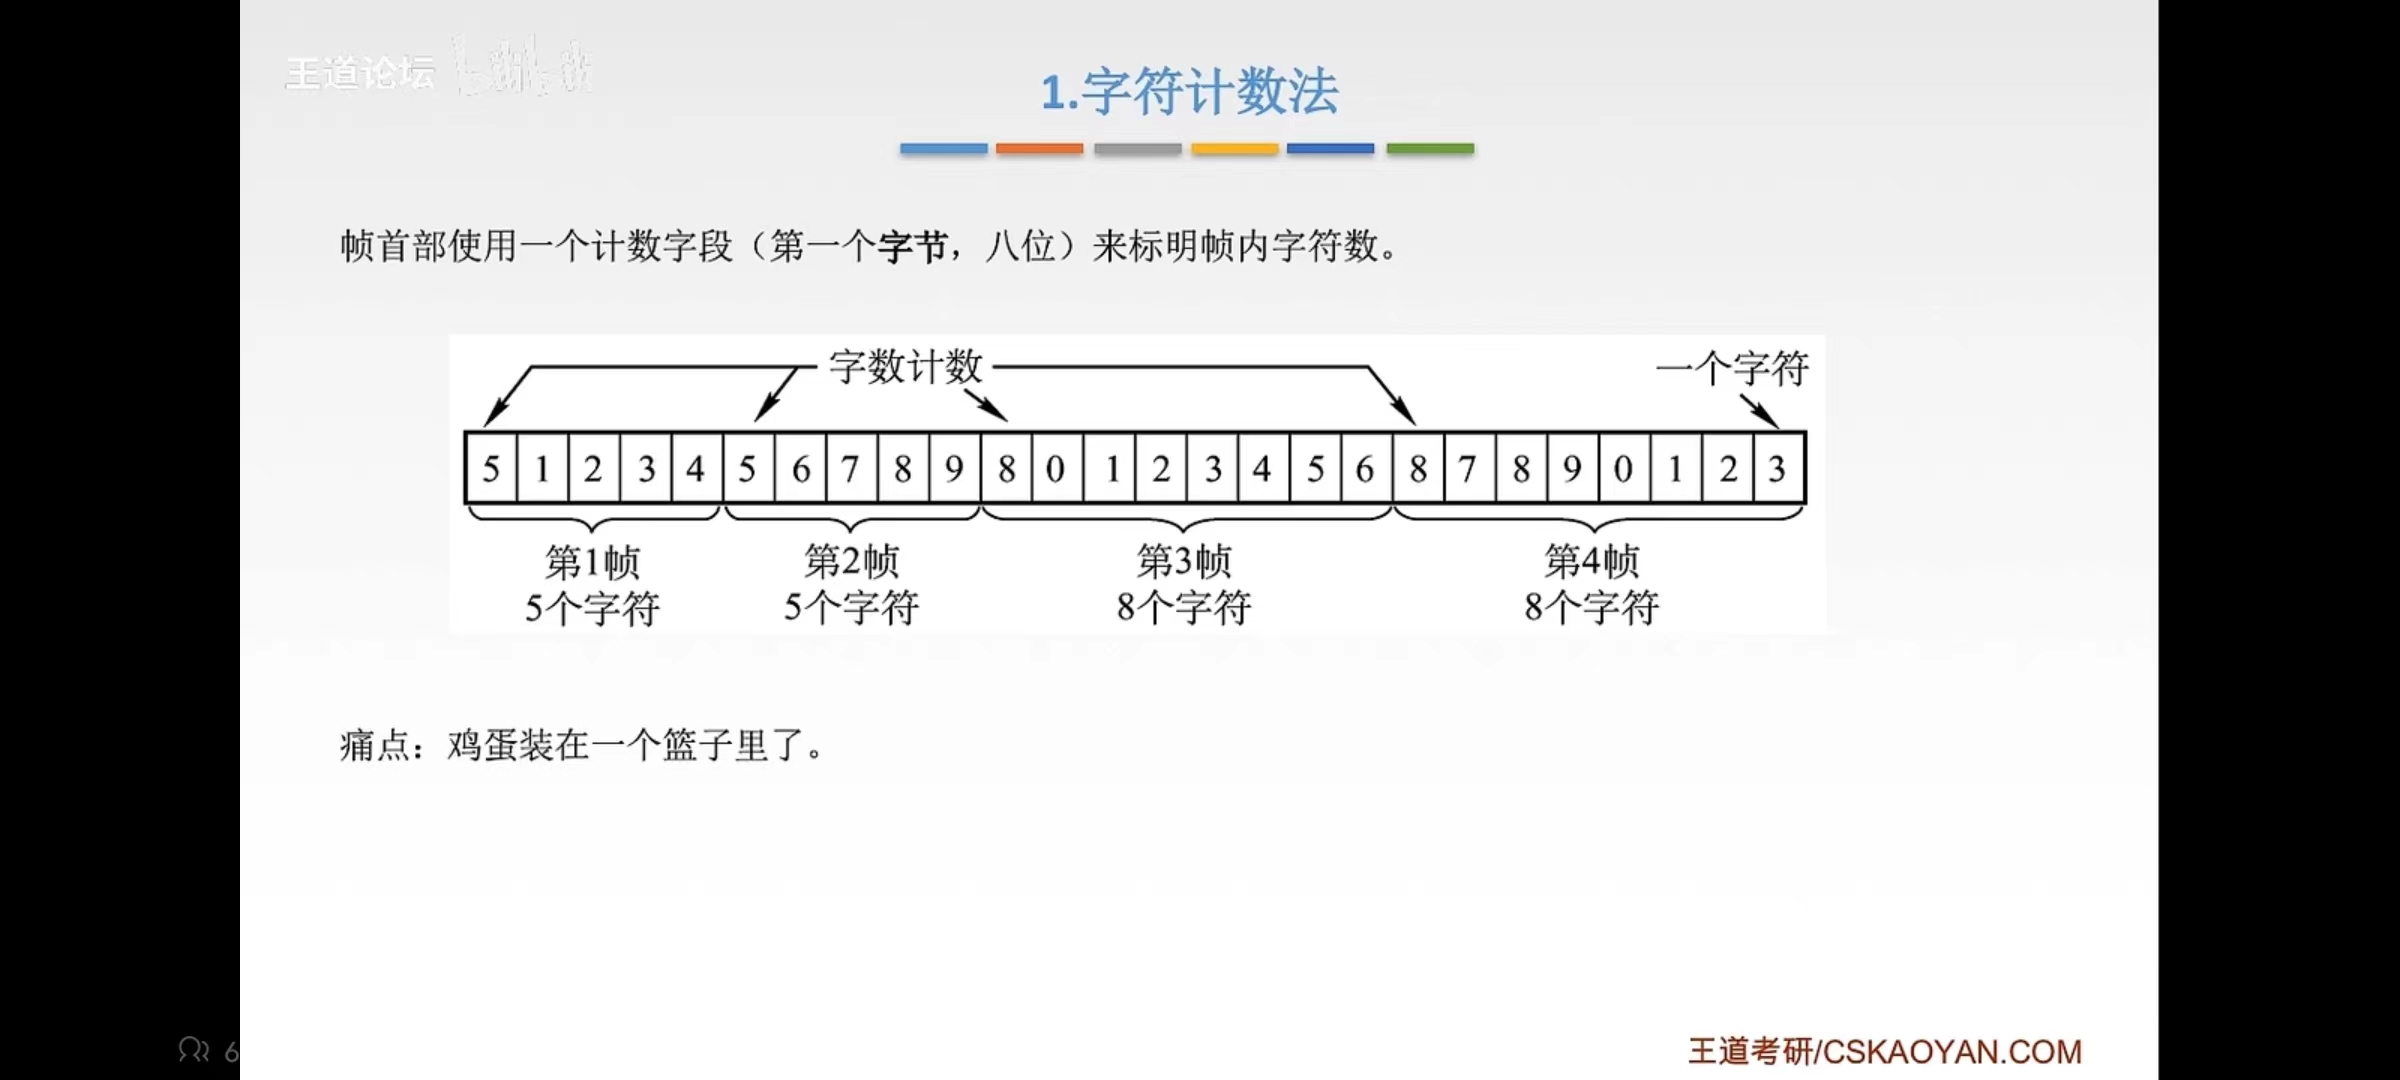 王道论坛 bilibili
1.字符计数法
帧首部使用一个计数字段（第一个字节，八位）来标明帧内字符数。
字数计数 一个字符
5 1 2 3 4 5 6 7 8 9 8 0 1 2 3 4 5 6 8 7 8 9 0 1 2 3
第1帧 第2帧 第3帧 第4帧
5个字符 5个字符 8个字符 8个字符
痛点：鸡蛋装在一个篮子里了。
6
王道考研/CSKAOYAN.COM